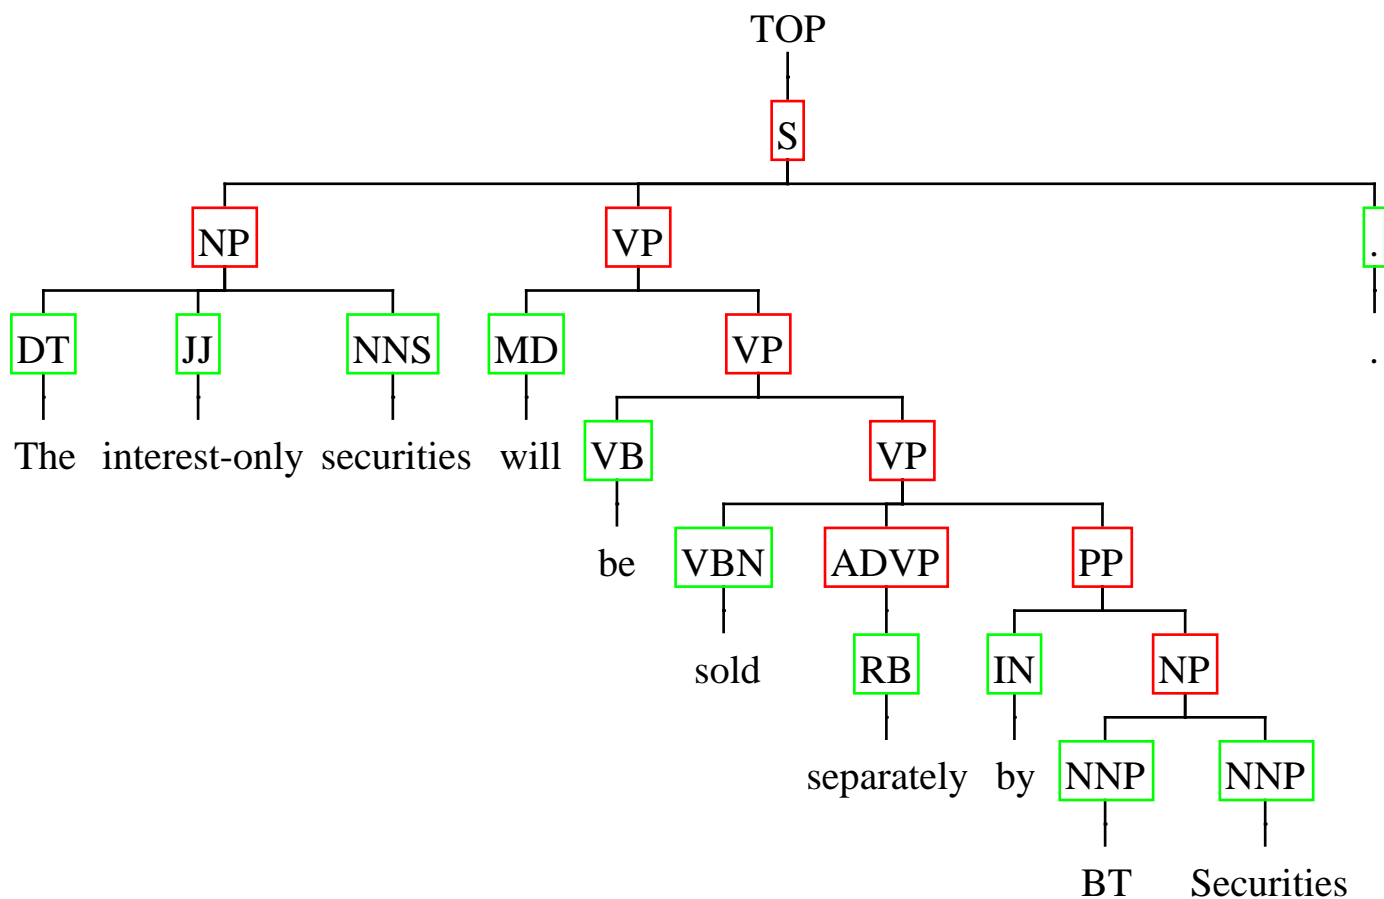 TOP
S
NP VP .
DT JJ NNS MD VP .
The interest-only securities will VB VP
be VBN ADVP PP
sold RB IN NP
separately by NNP NNP
BT Securities